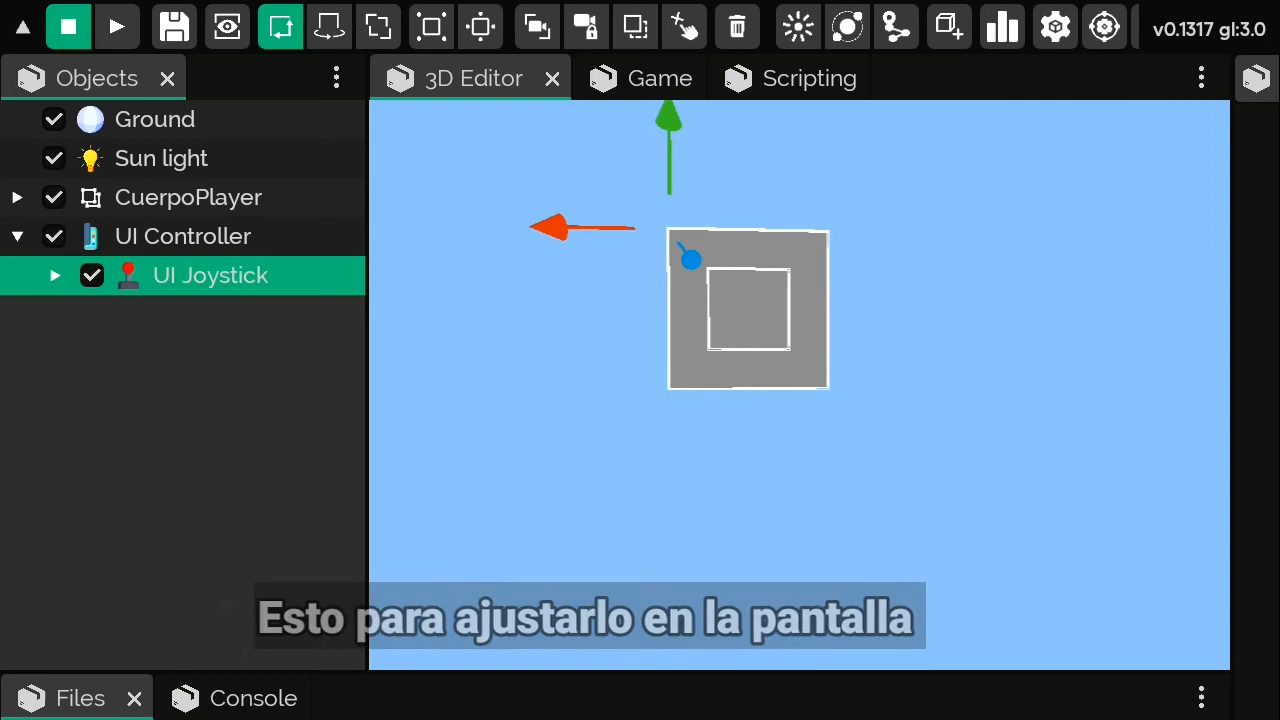 v0.1317 gl:3.0
Objects
3D Editor
Game
Scripting
Ground
Sun light
CuerpoPlayer
UI Controller
UI Joystick
Esto para ajustarlo en la pantalla
Files
Console